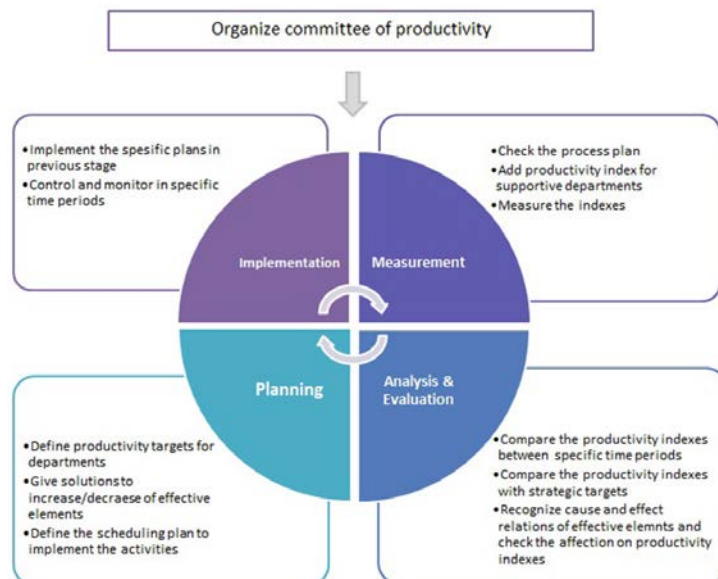 Organize committee of productivity
•Implement the spesific plans in
previous stage
•Control and monitor in specific
time periods
•Check the process plan
•Add productivity index for
supportive departments
•Measure the indexes
Implementation
Measurement
Planning
Analysis &
Evaluation
•Define productivity targets for
departments
•Give solutions to
increase/decraese of effective
elements
•Define the scheduling plan to
implement the activities
•Compare the productivity indexes
between specific time periods
•Compare the productivity indexes
with strategic targets
•Recognize cause and effect
relations of effective elemnts and
check the affection on productivity
indexes